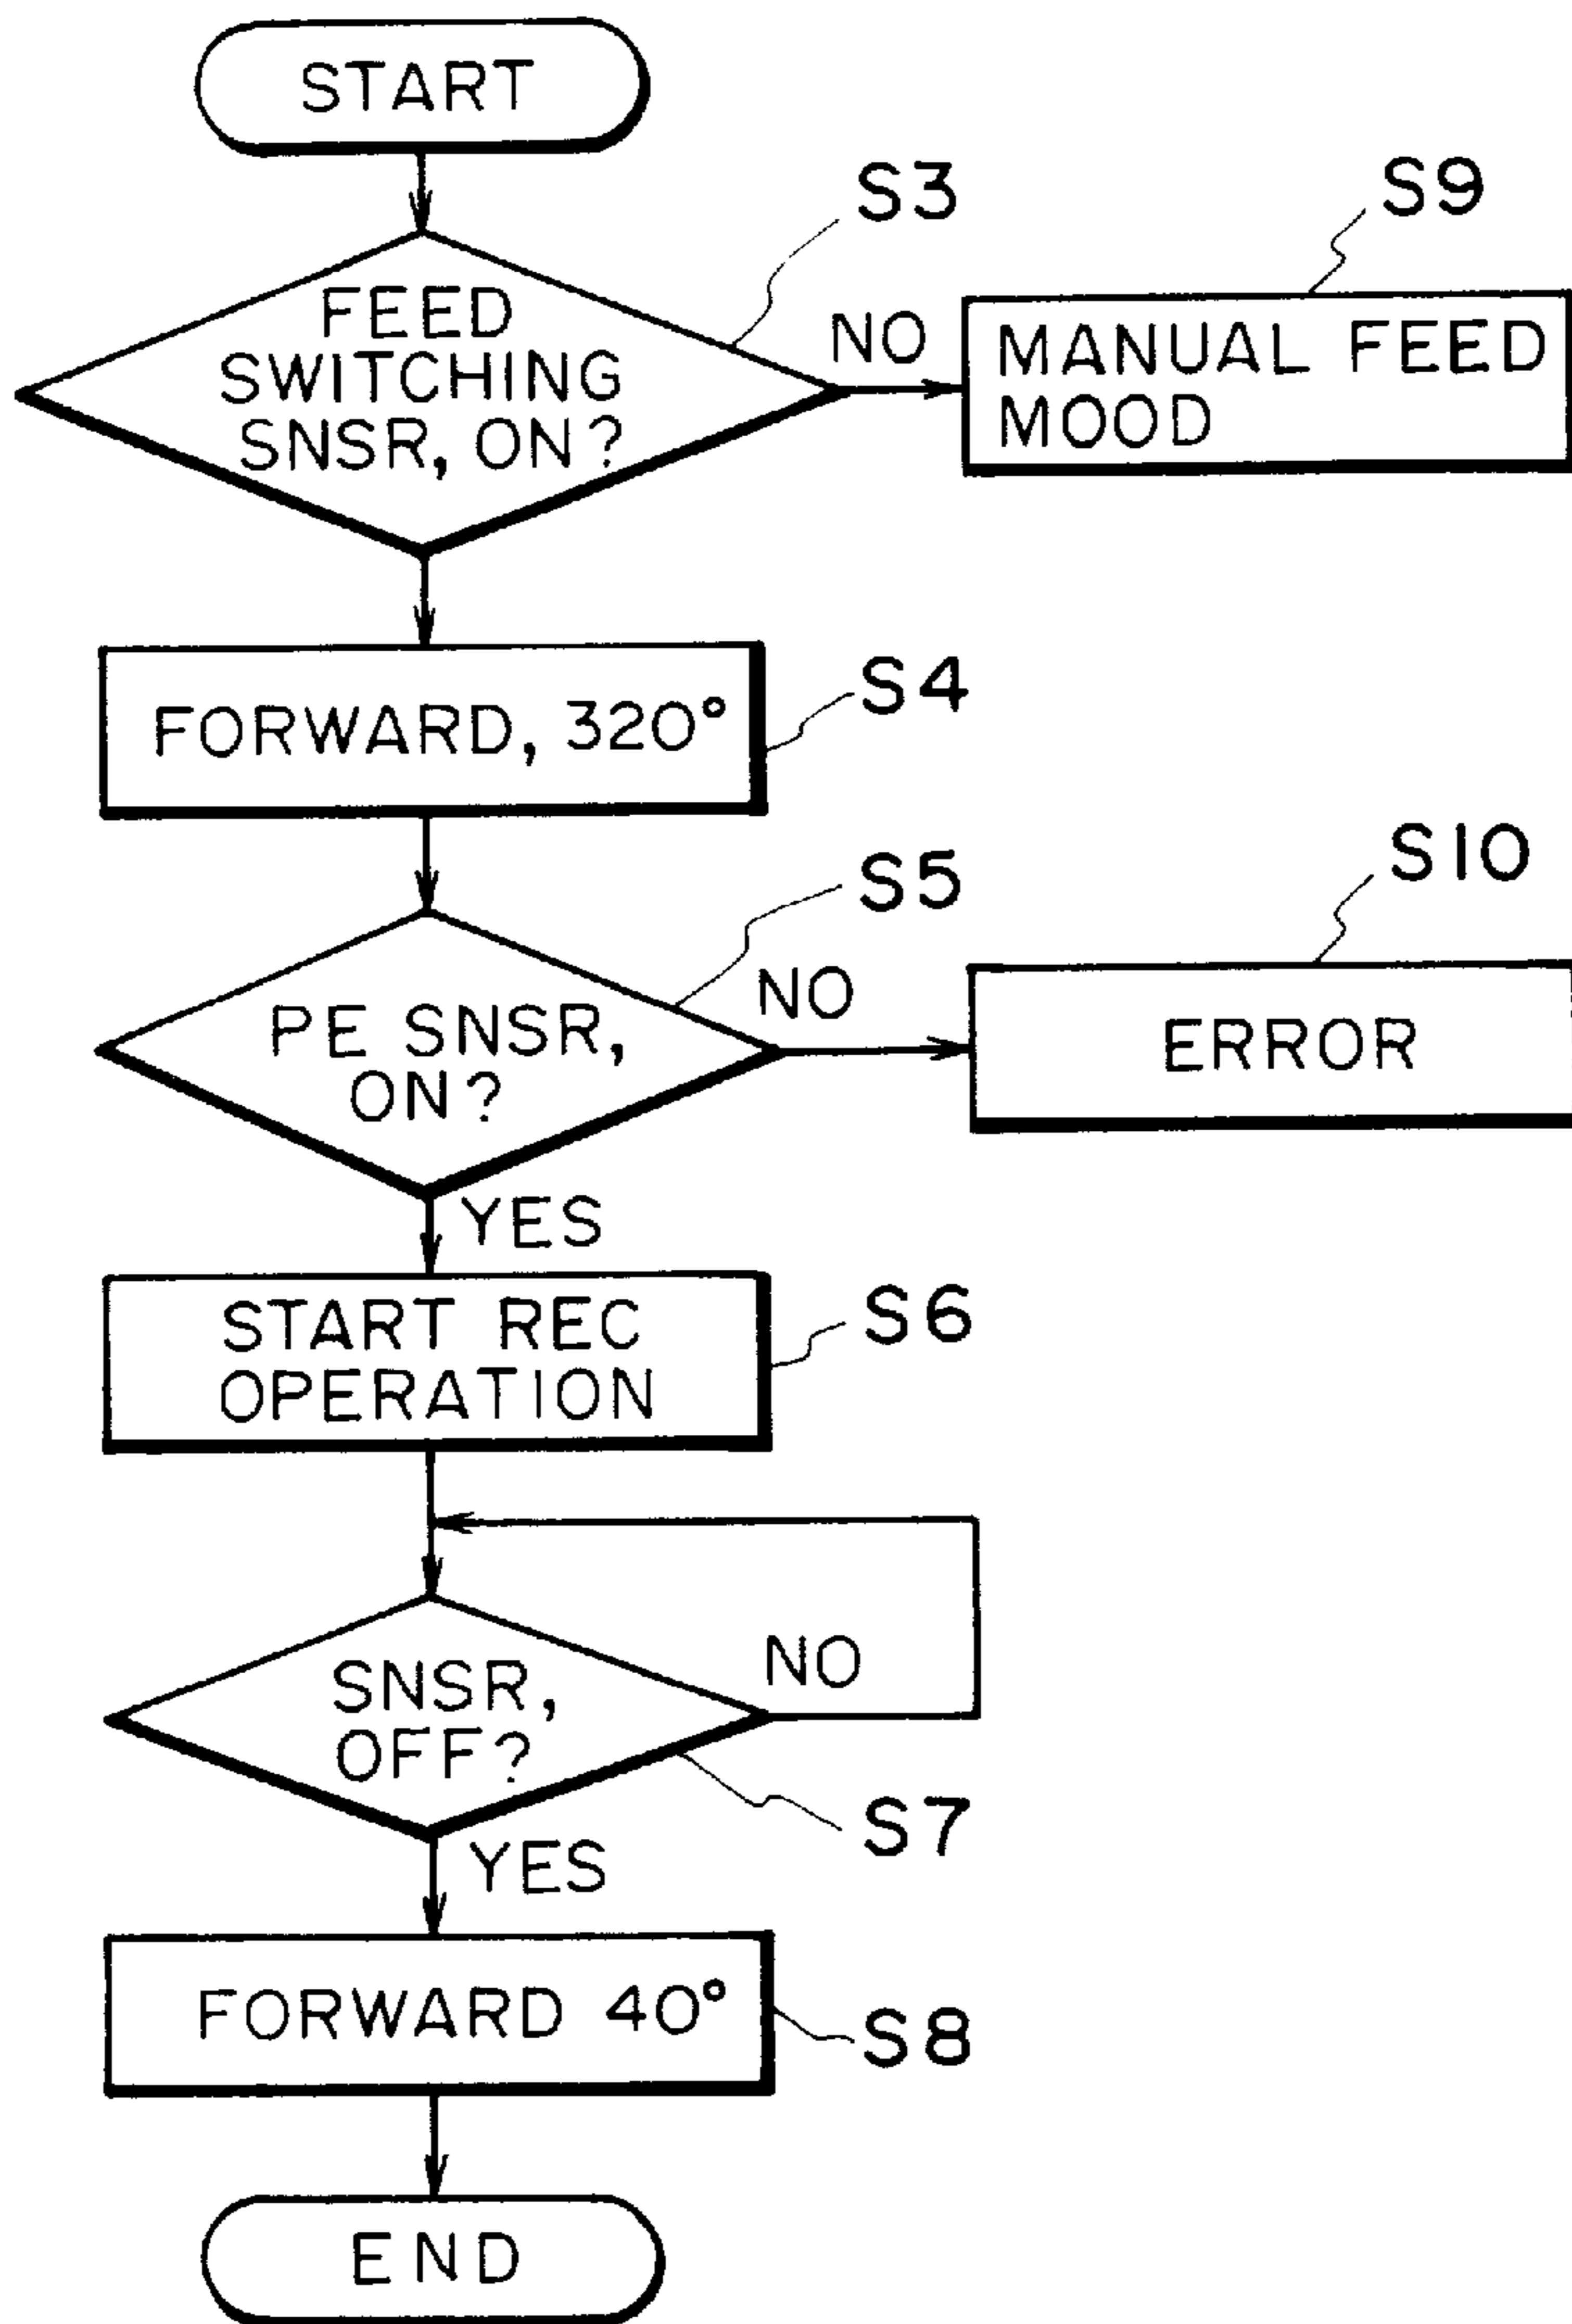 START
S3
S9
FEED
SWITCHING
SNSR, ON?
NO
MANUAL FEED
MOOD
FORWARD, 320°
S4
S5
S10
PE SNSR,
ON?
NO
ERROR
YES
START REC
OPERATION
S6
SNSR,
OFF?
NO
S7
YES
FORWARD 40°
S8
END